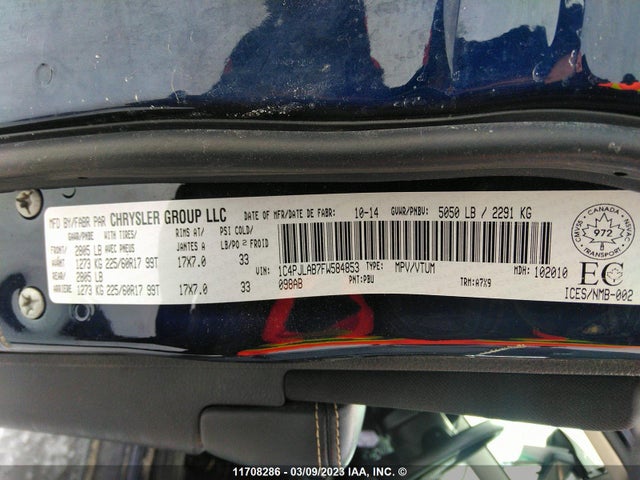 MFD BY/FABR PAR CHRYSLER GROUP LLC DATE OF MFR/DATE DE FABR: 10-14 GVWR/PNBV: 5050 LB / 2291 KG
GAWR/PNBE WITH TIRES/ RIMS AT/ PSI COLD/
FRONT/ 2805 LB AVEC PNEUS JANTES A LB/PO2 FROID
AVANT 1273 KG 225/60R17 99T 17X7.0 33
REAR/ 2805 LB
ARRIERE 1273 KG 225/60R17 99T 17X7.0 33
VIN: 1C4PJLAB7FW584853 TYPE: MPV/VTUM MDH: 102010
098AB PNT: PBU TRM: A7X9
CANADA
972
TRANSPORT
EC
ICES/NMB-002
11708286 - 03/09/2023 IAA, INC. ©